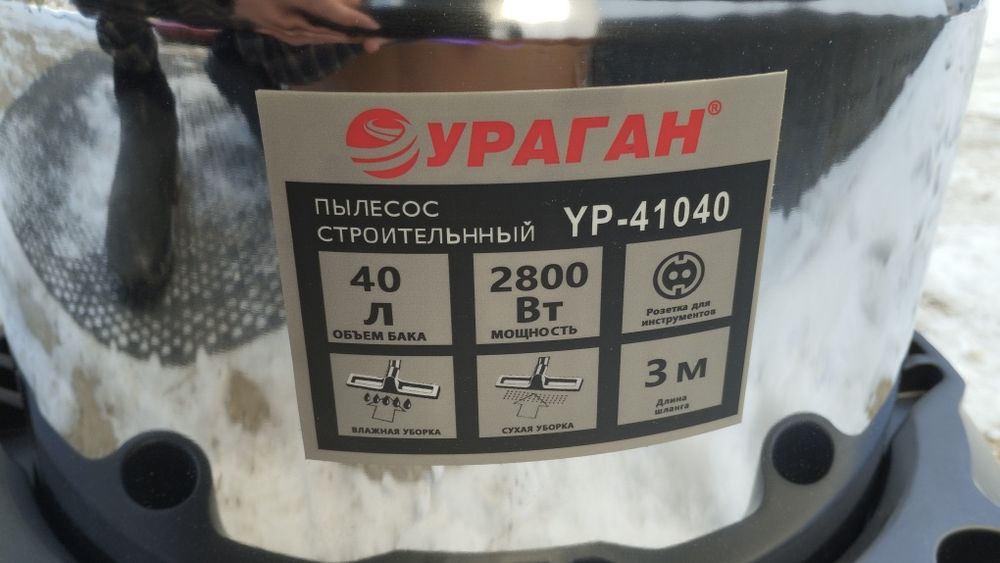 УРАГАН®
ПЫЛЕСОС
СТРОИТЕЛЬННЫЙ
УР-41040
40
Л
ОБЪЕМ БАКА
2800
Вт
МОЩНОСТЬ
Розетка для
инструментов
ВЛАЖНАЯ УБОРКА
СУХАЯ УБОРКА
3 м
Длина
шланга